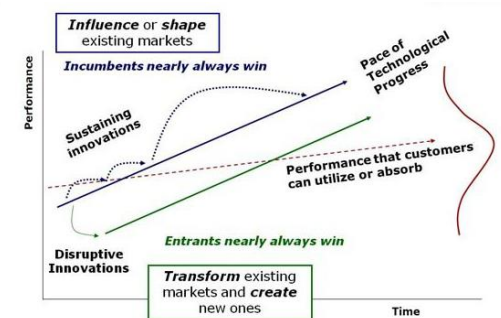 Influence or shape
existing markets
Incumbents nearly always win
Pace of
Technological
Progress
Performance
Sustaining
innovations
Performance that customers
can utilize or absorb
Entrants nearly always win
Disruptive
Innovations
Transform existing
markets and create
new ones
Time